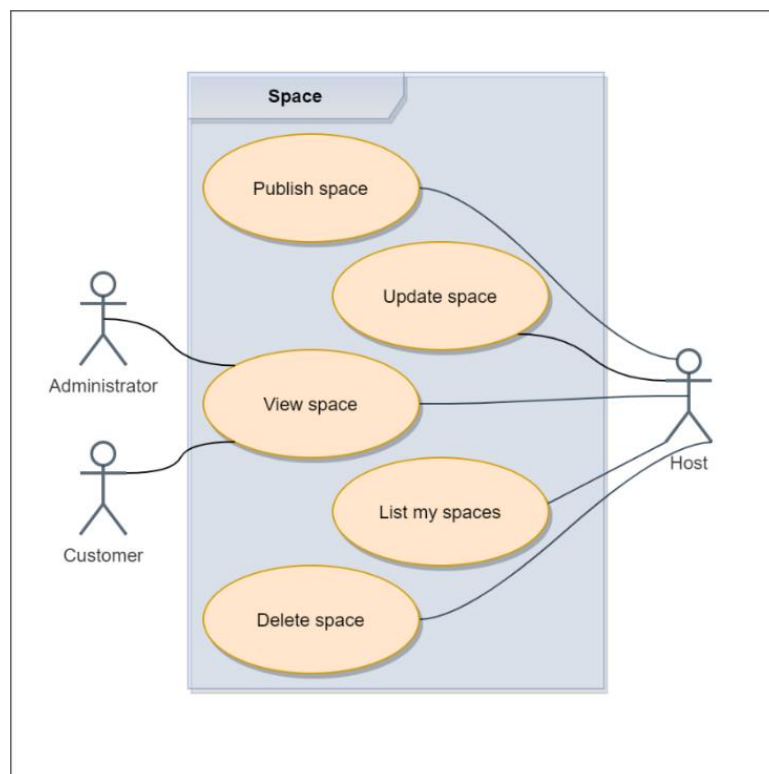 Space
Publish space
Update space
Administrator
View space
Customer
Host
List my spaces
Delete space